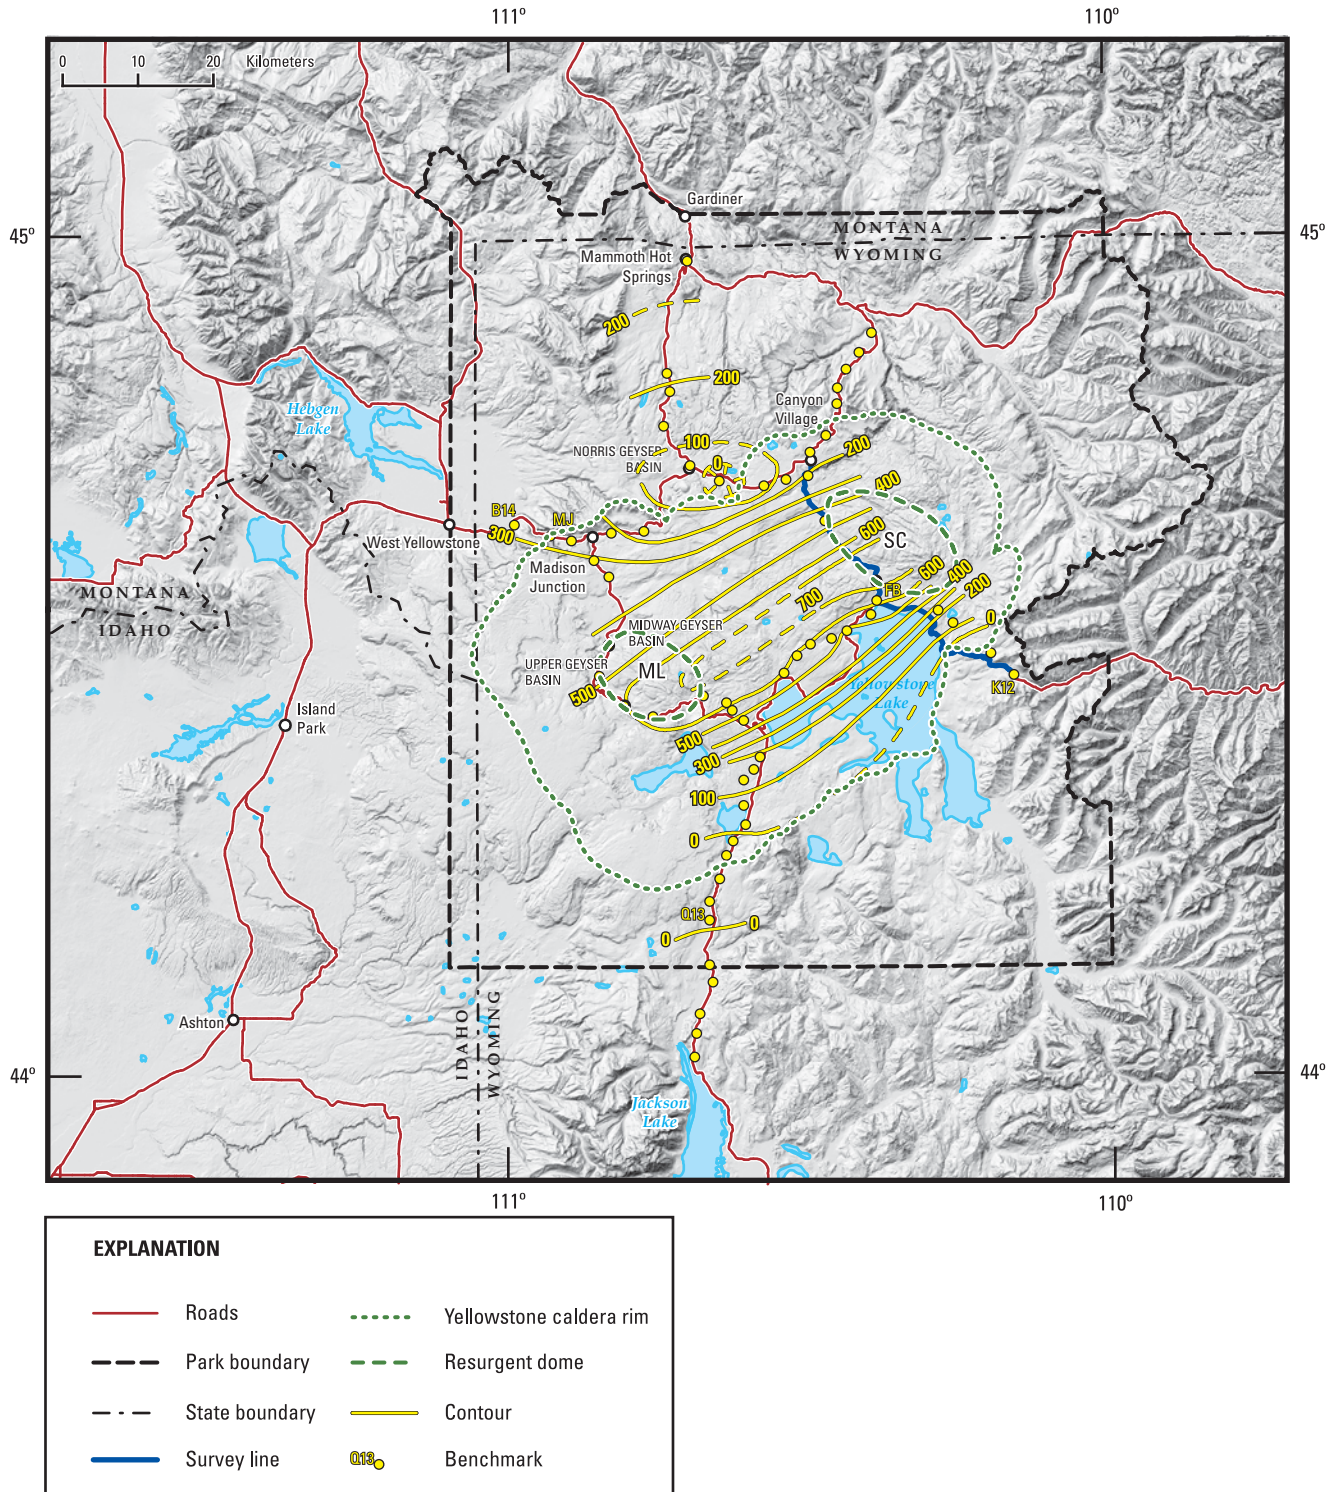 111°
110°
0
10
20
Kilometers
Gardiner
45°
45°
MONTANA
WYOMING
Mammoth Hot
Springs
200
200
Canyon
Village
Hebgen
Lake
100
200
NORRIS GEYSER
BASIN
0
400
B14
MJ
300
600
SC
West Yellowstone
Madison
Junction
600
400
200
FB
MONTANA
IDAHO
700
0
MIDWAY GEYSER
BASIN
UPPER GEYSER
BASIN
ML
500
K12
Yellowstone
Lake
Island
Park
500
300
100
0
Q13
0
0
Ashton
IDAHO
WYOMING
44°
44°
Jackson
Lake
111°
110°
EXPLANATION
Roads
Yellowstone caldera rim
Park boundary
Resurgent dome
State boundary
Contour
Survey line
Q13
Benchmark